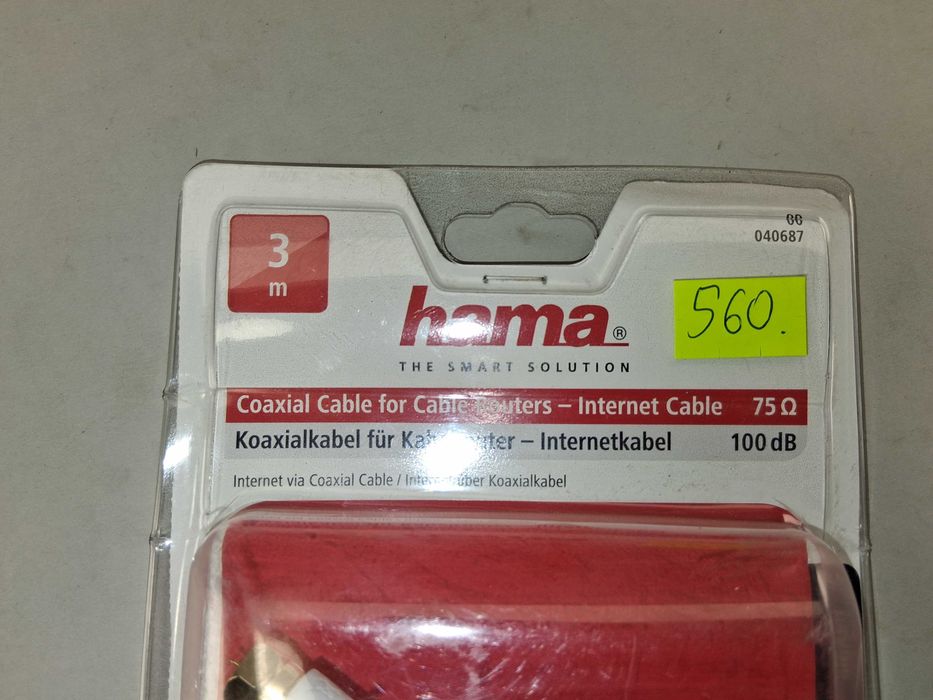 3
m
GG
040687
hama®
560.
THE SMART SOLUTION
Coaxial Cable for Cable Routers – Internet Cable 75 Ω
Koaxialkabel für Kabelrouter – Internetkabel 100 dB
Internet via Coaxial Cable / Internet über Koaxialkabel